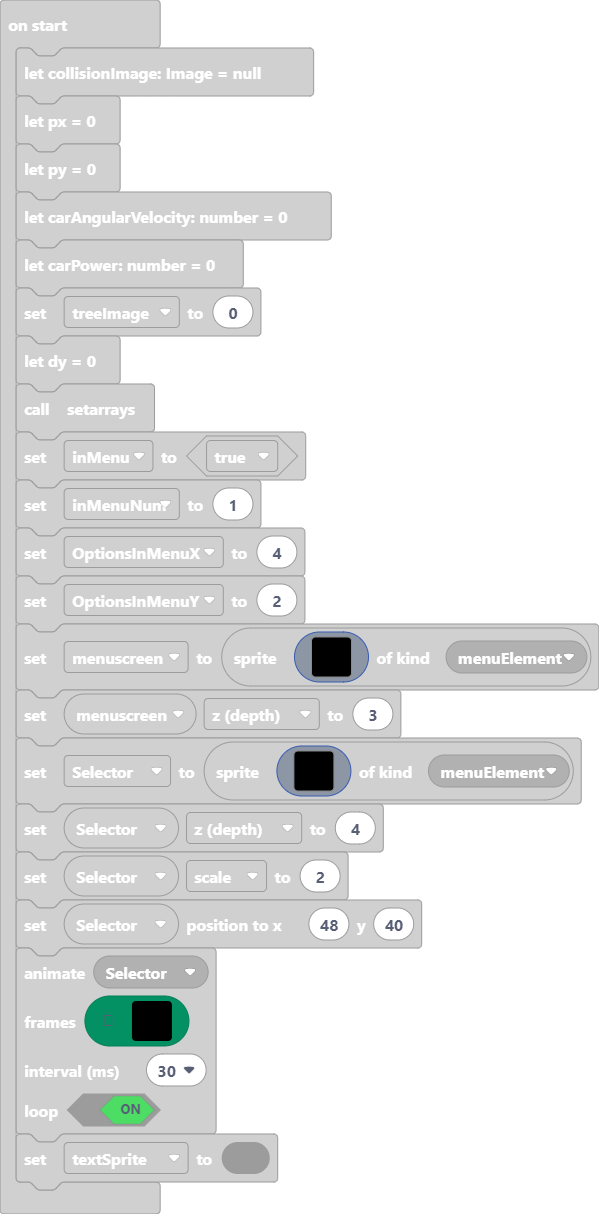 on start
let collisionImage: Image = null
let px = 0
let py = 0
let carAngularVelocity: number = 0
let carPower: number = 0
set treeImage to 0
let dy = 0
call setarrays
set inMenu to true
set inMenuNum to 1
set OptionsInMenuX to 4
set OptionsInMenuY to 2
set menuscreen to sprite of kind menuElement
set menuscreen z (depth) to 3
set Selector to sprite of kind menuElement
set Selector z (depth) to 4
set Selector scale to 2
set Selector position to x 48 y 40
animate Selector
frames
interval (ms) 30
loop ON
set textSprite to